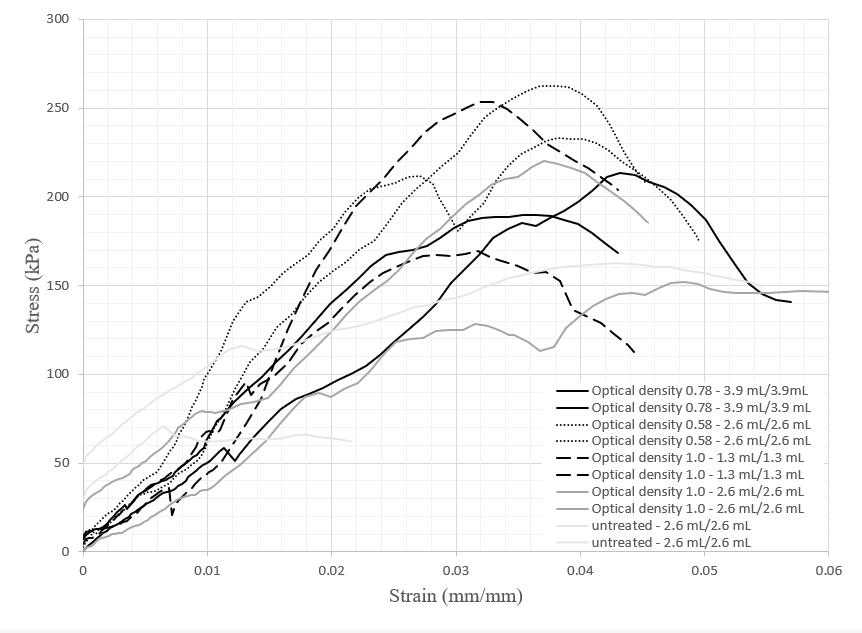 300
250
200
150
100
50
0
Stress (kPa)
Optical density 0.78 - 3.9 mL/3.9mL
Optical density 0.78 - 3.9 mL/3.9 mL
Optical density 0.58 - 2.6 mL/2.6 mL
Optical density 0.58 - 2.6 mL/2.6 mL
Optical density 1.0 - 1.3 mL/1.3 mL
Optical density 1.0 - 1.3 mL/1.3 mL
Optical density 1.0 - 2.6 mL/2.6 mL
Optical density 1.0 - 2.6 mL/2.6 mL
untreated - 2.6 mL/2.6 mL
untreated - 2.6 mL/2.6 mL
0 0.01 0.02 0.03 0.04 0.05 0.06
Strain (mm/mm)